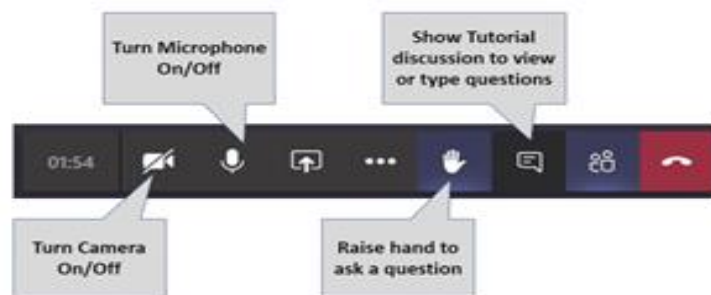 Turn Microphone
On/Off
Show Tutorial
discussion to view
or type questions
01:54
Turn Camera
On/Off
Raise hand to
ask a question